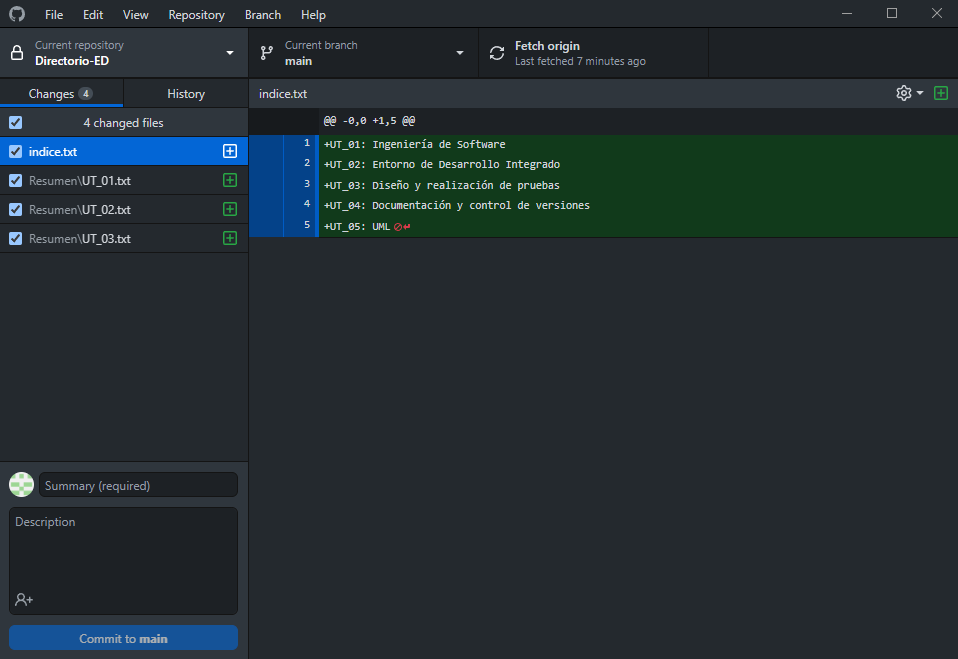 File Edit View Repository Branch Help
Current repository
Directorio-ED
Current branch
main
Fetch origin
Last fetched 7 minutes ago
Changes 4
History
indice.txt
4 changed files
indice.txt
Resumen\UT_01.txt
Resumen\UT_02.txt
Resumen\UT_03.txt
@@ -0,0 +1,5 @@
1 +UT_01: Ingeniería de Software
2 +UT_02: Entorno de Desarrollo Integrado
3 +UT_03: Diseño y realización de pruebas
4 +UT_04: Documentación y control de versiones
5 +UT_05: UML
Summary (required)
Description
Commit to main